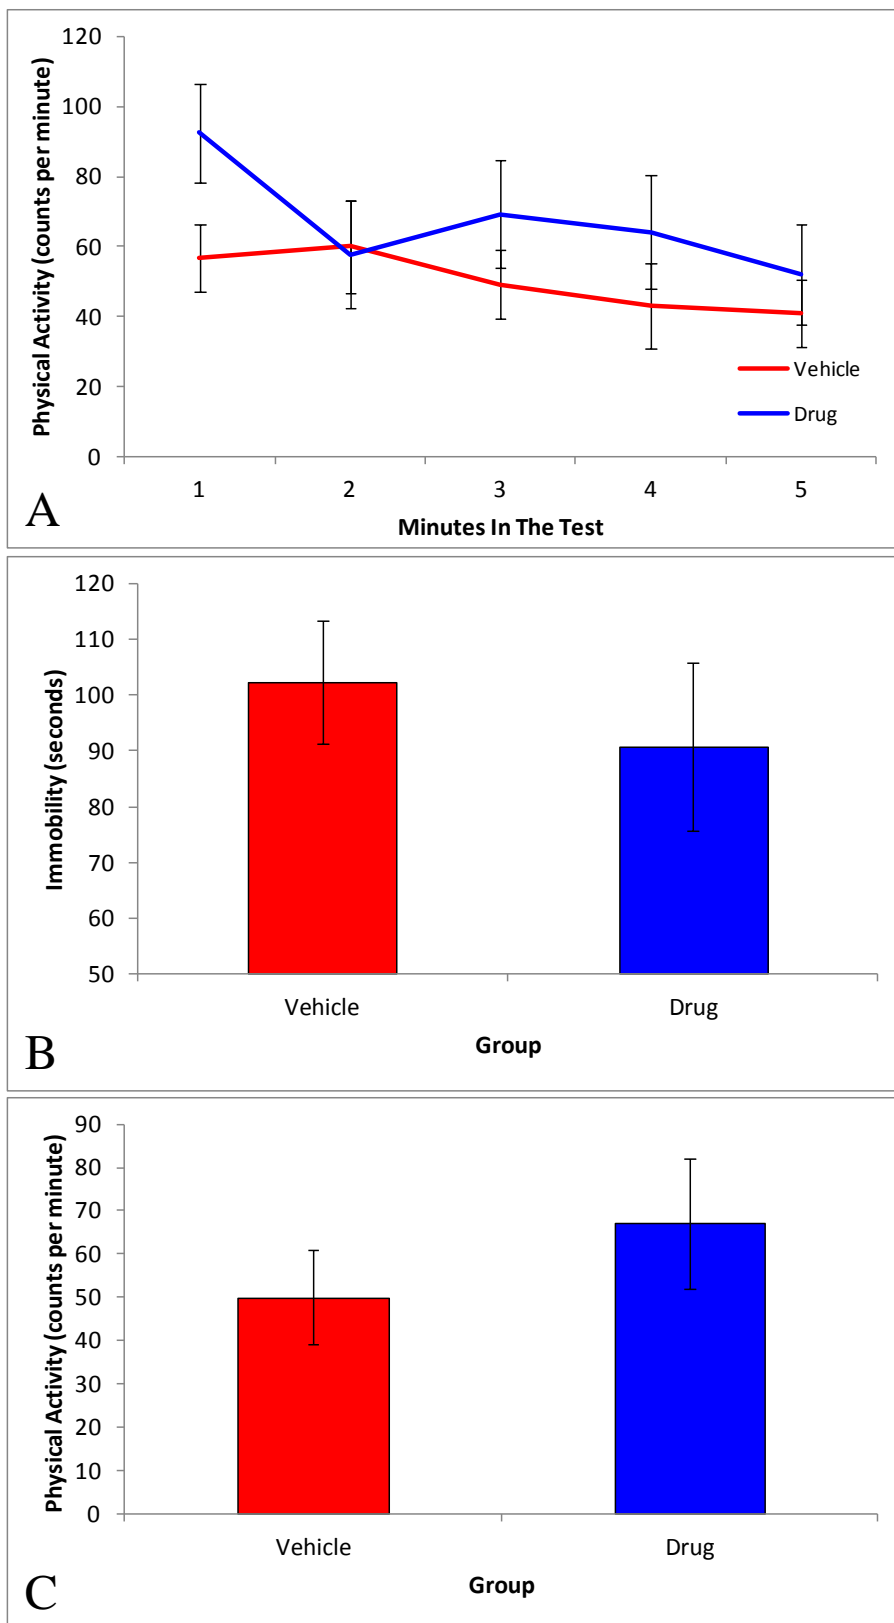 120
100
80
60
40
20
0
Physical Activity (counts per minute)
Vehicle
Drug
1 2 3 4 5
Minutes In The Test
A
120
110
100
90
80
70
60
50
Immobility (seconds)
Vehicle Drug
Group
B
90
80
70
60
50
40
30
20
10
0
Physical Activity (counts per minute)
Vehicle Drug
Group
C